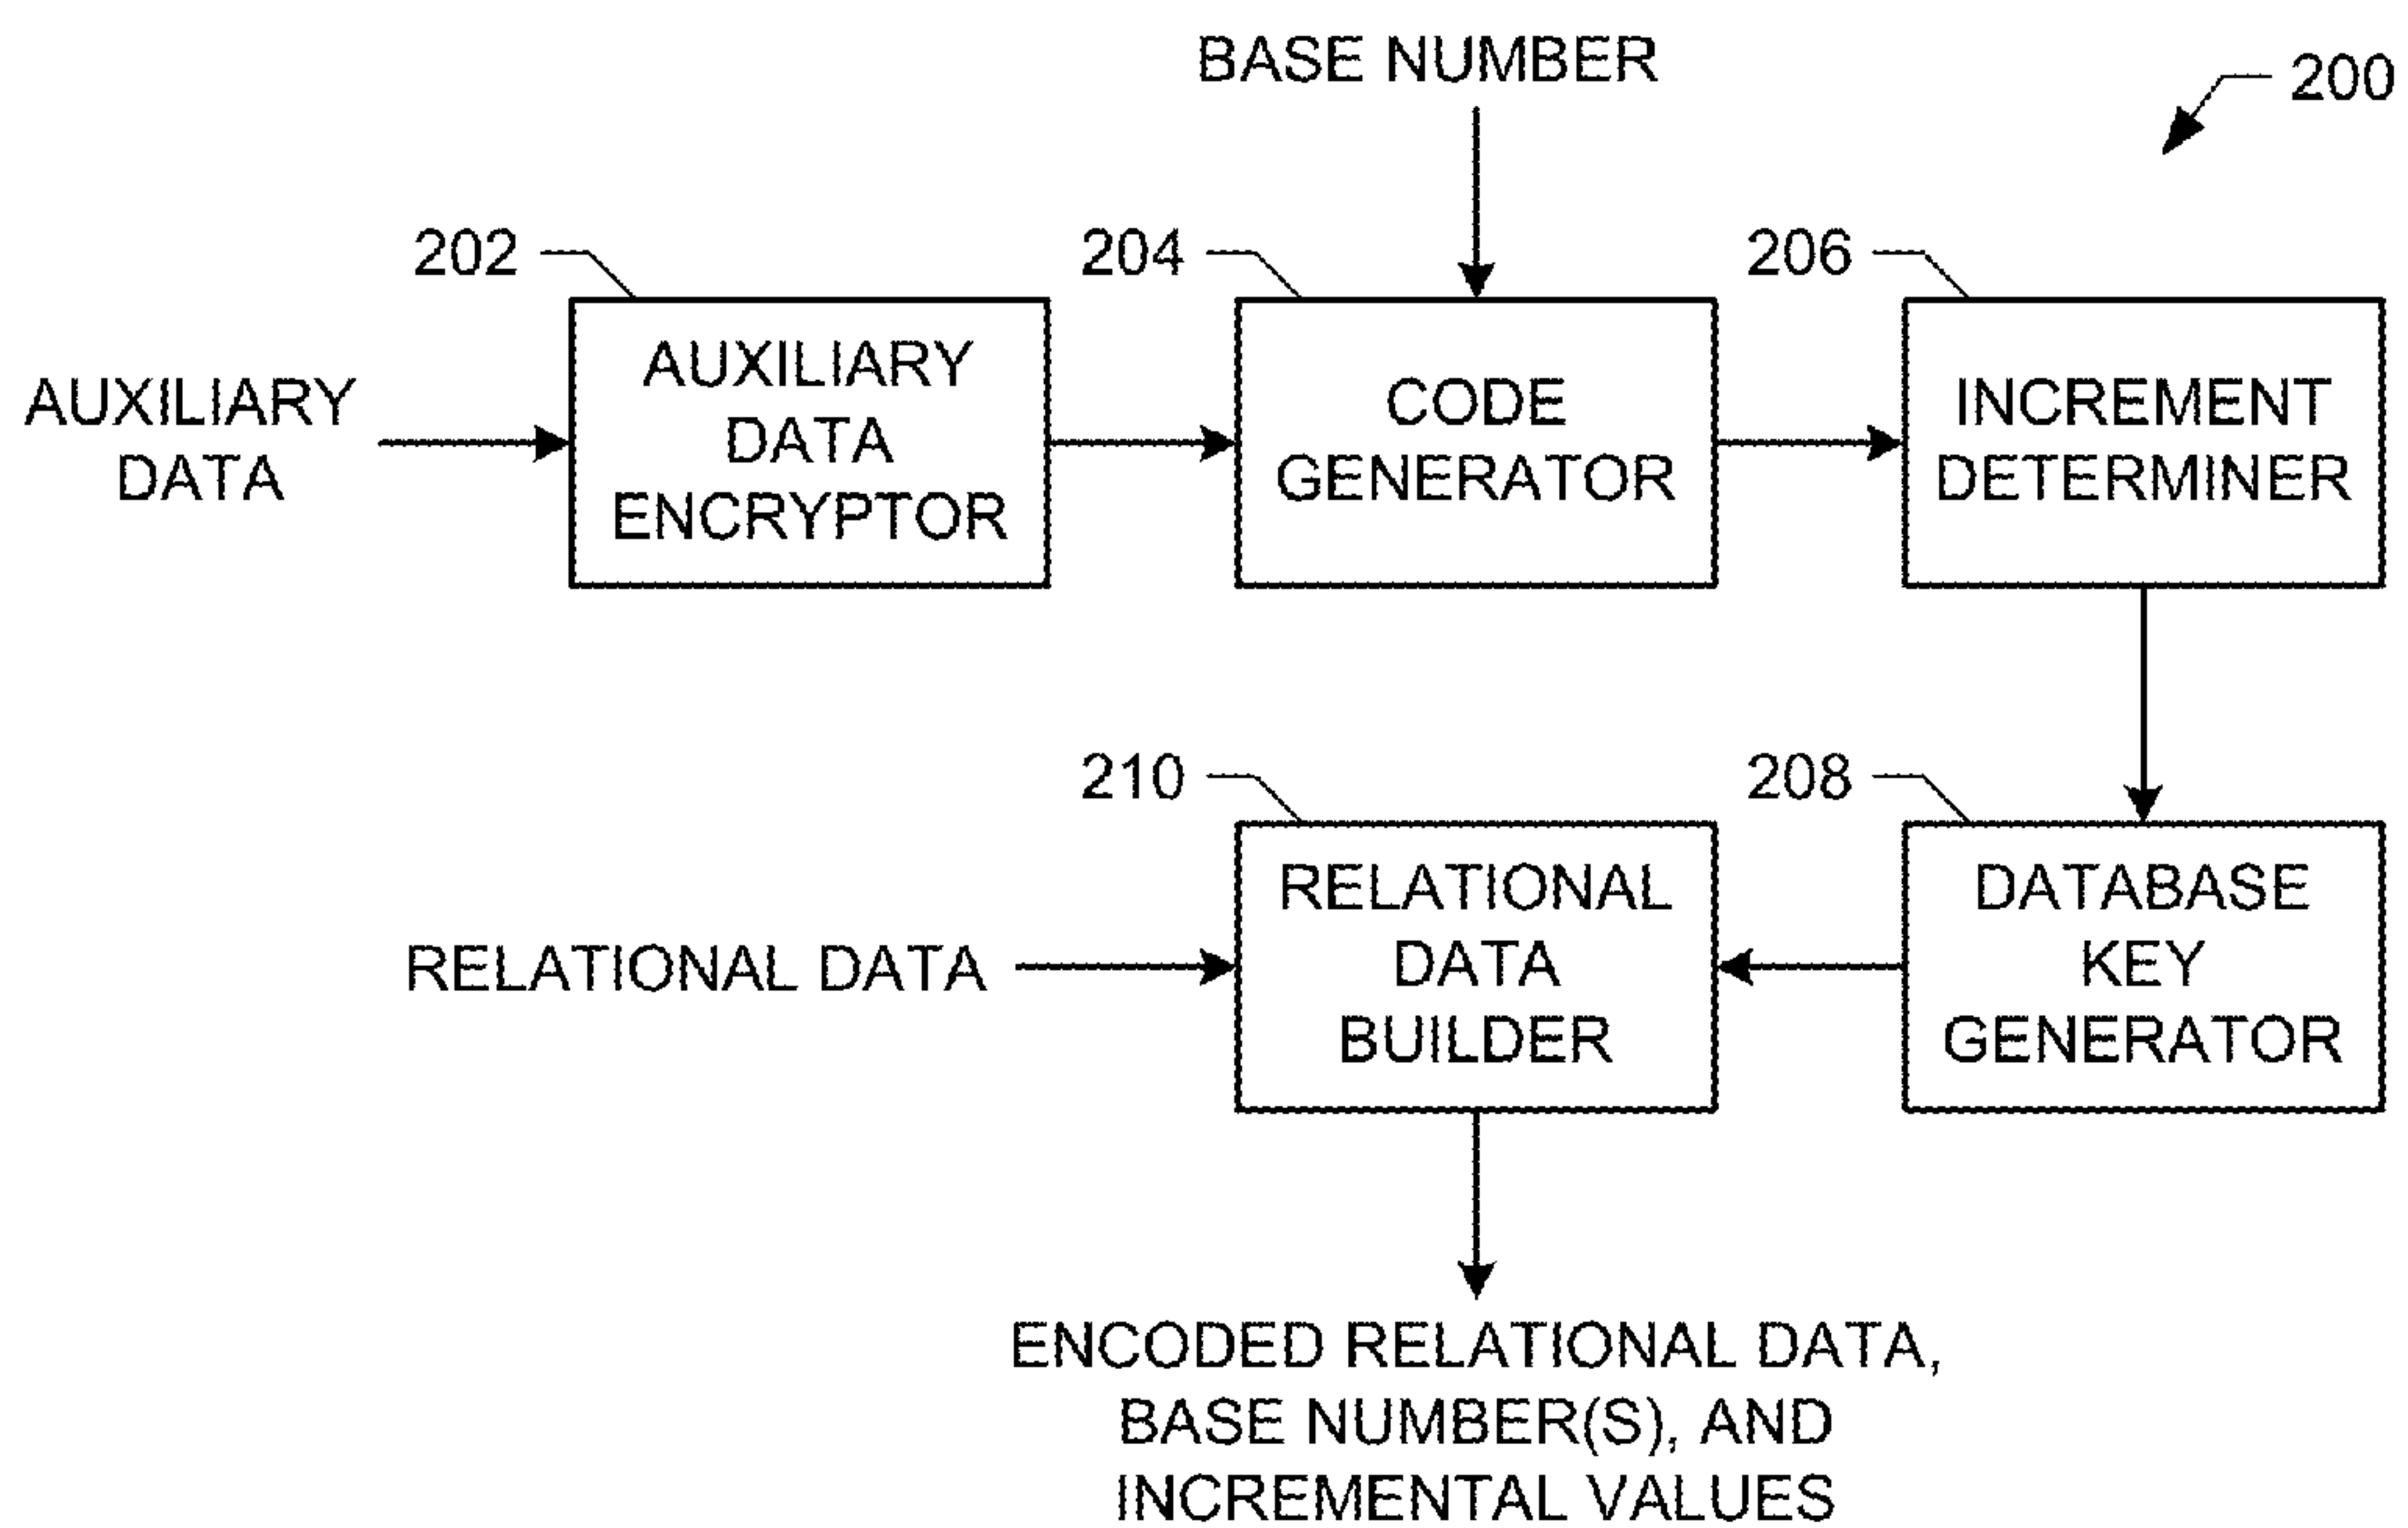 BASE NUMBER
200
202
204
206
AUXILIARY
DATA
AUXILIARY
DATA
ENCRYPTOR
CODE
GENERATOR
INCREMENT
DETERMINER
210
208
RELATIONAL DATA
RELATIONAL
DATA
BUILDER
DATABASE
KEY
GENERATOR
ENCODED RELATIONAL DATA,
BASE NUMBER(S), AND
INCREMENTAL VALUES